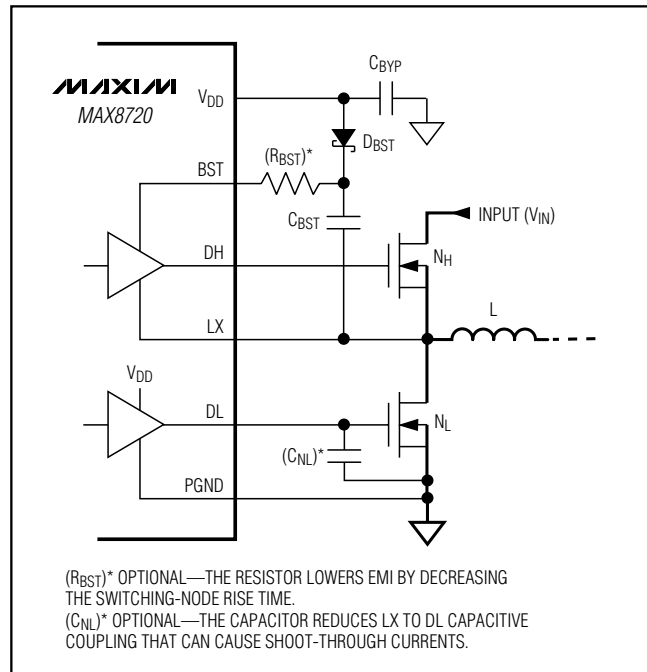 MAXIM
MAX8720
VDD
CBYP
DBST
(RBST)*
BST
CBST
INPUT (VIN)
DH
NH
L
LX
VDD
DL
NL
(CNL)*
PGND
(RBST)* OPTIONAL—THE RESISTOR LOWERS EMI BY DECREASING
THE SWITCHING-NODE RISE TIME.
(CNL)* OPTIONAL—THE CAPACITOR REDUCES LX TO DL CAPACITIVE
COUPLING THAT CAN CAUSE SHOOT-THROUGH CURRENTS.